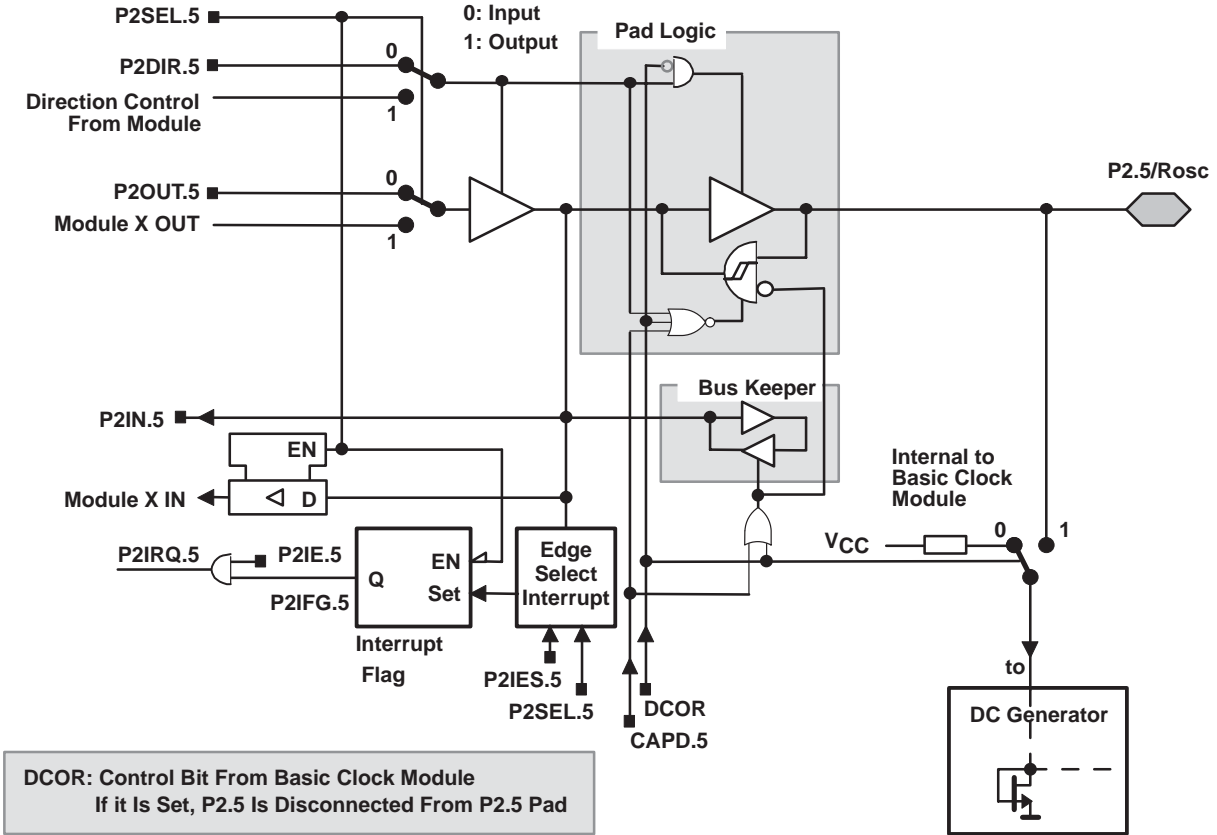 P2SEL.5
0: Input
1: Output
Pad Logic
P2DIR.5
0
Direction Control
From Module
1
P2OUT.5
0
Module X OUT
1
P2.5/Rosc
Bus Keeper
P2IN.5
EN
Module X IN
D
Internal to
Basic Clock
Module
VCC
0
1
P2IRQ.5
P2IE.5
P2IFG.5
Q
EN
Set
Interrupt
Flag
Edge
Select
Interrupt
P2IES.5
P2SEL.5
DCOR
CAPD.5
to
DC Generator
DCOR: Control Bit From Basic Clock Module
If it Is Set, P2.5 Is Disconnected From P2.5 Pad